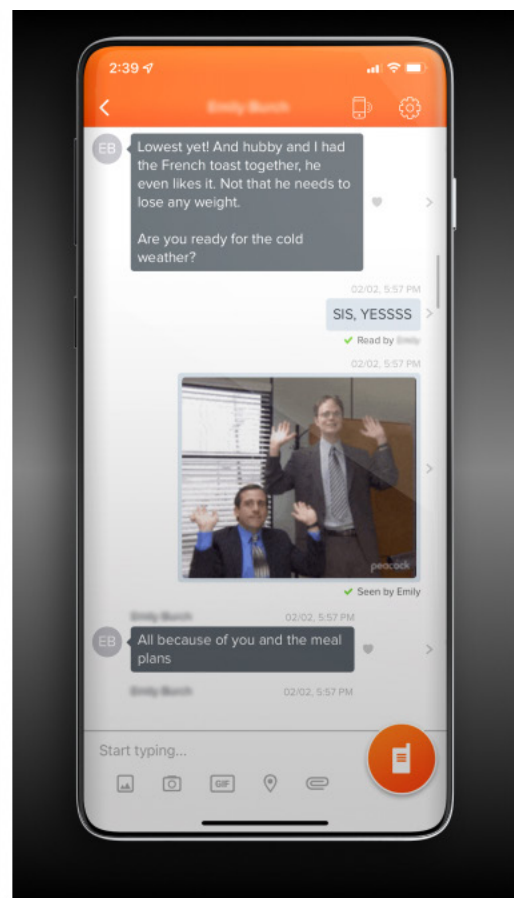 2:39
EB
Lowest yet! And hubby and I had
the French toast together, he
even likes it. Not that he needs to
lose any weight.
Are you ready for the cold
weather?
02/02, 5:57 PM
SIS, YESSSS
Read by
02/02, 5:57 PM
peacock
Seen by Emily
02/02, 5:57 PM
EB
All because of you and the meal
plans
02/02, 5:57 PM
Start typing...
GIF